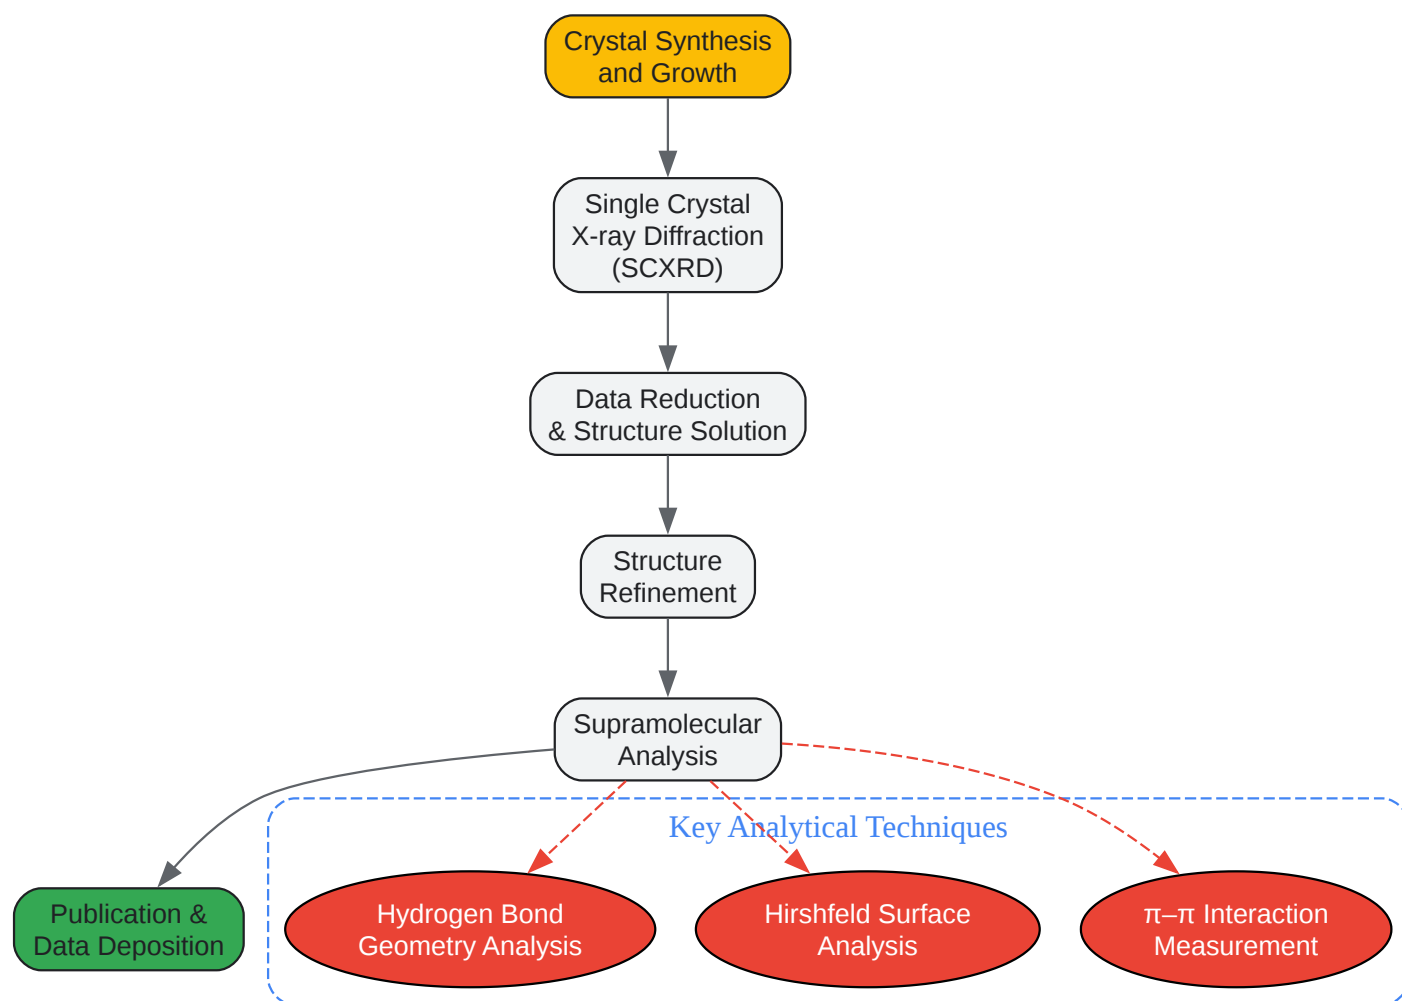 Crystal Synthesis
and Growth
Single Crystal
X-ray Diffraction
(SCXRD)
Data Reduction
& Structure Solution
Structure
Refinement
Supramolecular
Analysis
Key Analytical Techniques
Publication &
Data Deposition
Hydrogen Bond
Geometry Analysis
Hirshfeld Surface
Analysis
π–π Interaction
Measurement